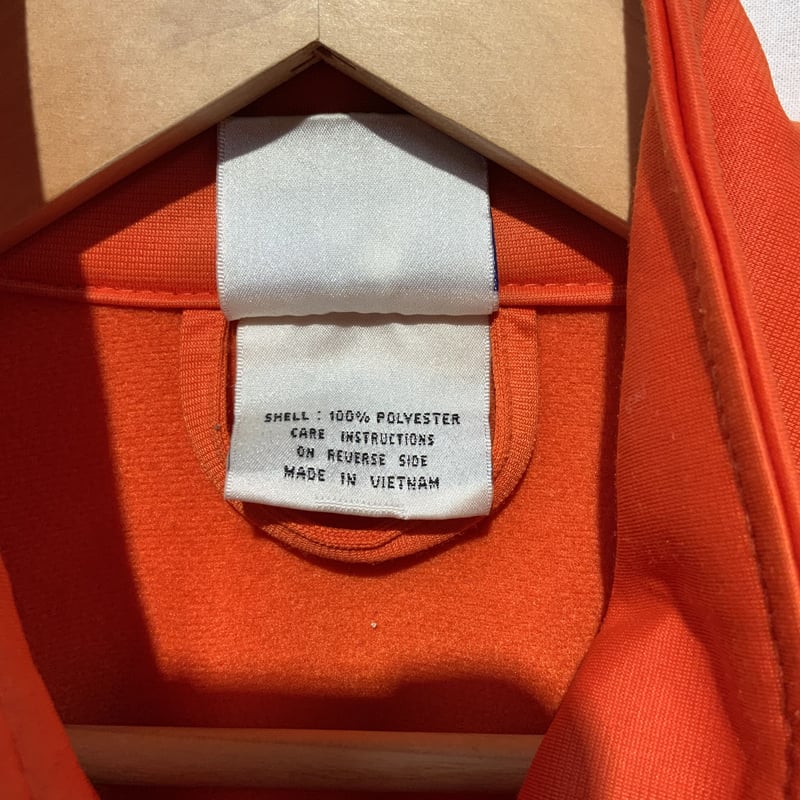 SHELL : 100% POLYESTER
CARE INSTRUCTIONS
ON REVERSE SIDE
MADE IN VIETNAM